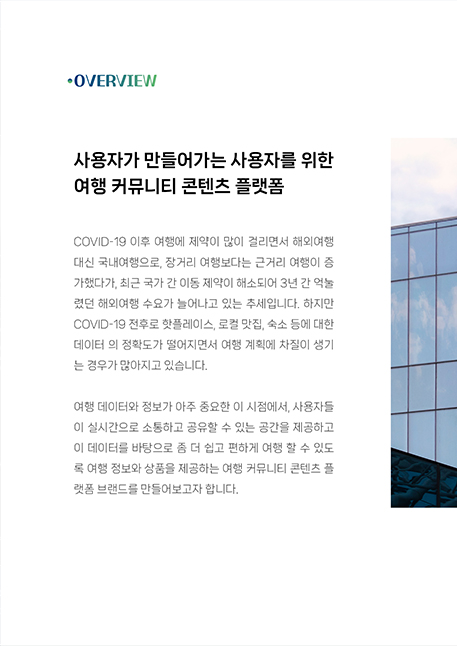 •OVERVIEW
사용자가 만들어가는 사용자를 위한
여행 커뮤니티 콘텐츠 플랫폼
COVID-19 이후 여행에 제약이 많이 걸리면서 해외여행
대신 국내여행으로, 장거리 여행보다는 근거리 여행이 증
가했다가, 최근 국가 간 이동 제약이 해소되어 3년 간 억눌
렸던 해외여행 수요가 늘어나고 있는 추세입니다. 하지만
COVID-19 전후로 핫플레이스, 로컬 맛집, 숙소 등에 대한
데이터 의 정확도가 떨어지면서 여행 계획에 차질이 생기
는 경우가 많아지고 있습니다.
여행 데이터와 정보가 아주 중요한 이 시점에서, 사용자들
이 실시간으로 소통하고 공유할 수 있는 공간을 제공하고
이 데이터를 바탕으로 좀 더 쉽고 편하게 여행 할 수 있도
록 여행 정보와 상품을 제공하는 여행 커뮤니티 콘텐츠 플
랫폼 브랜드를 만들어보고자 합니다.